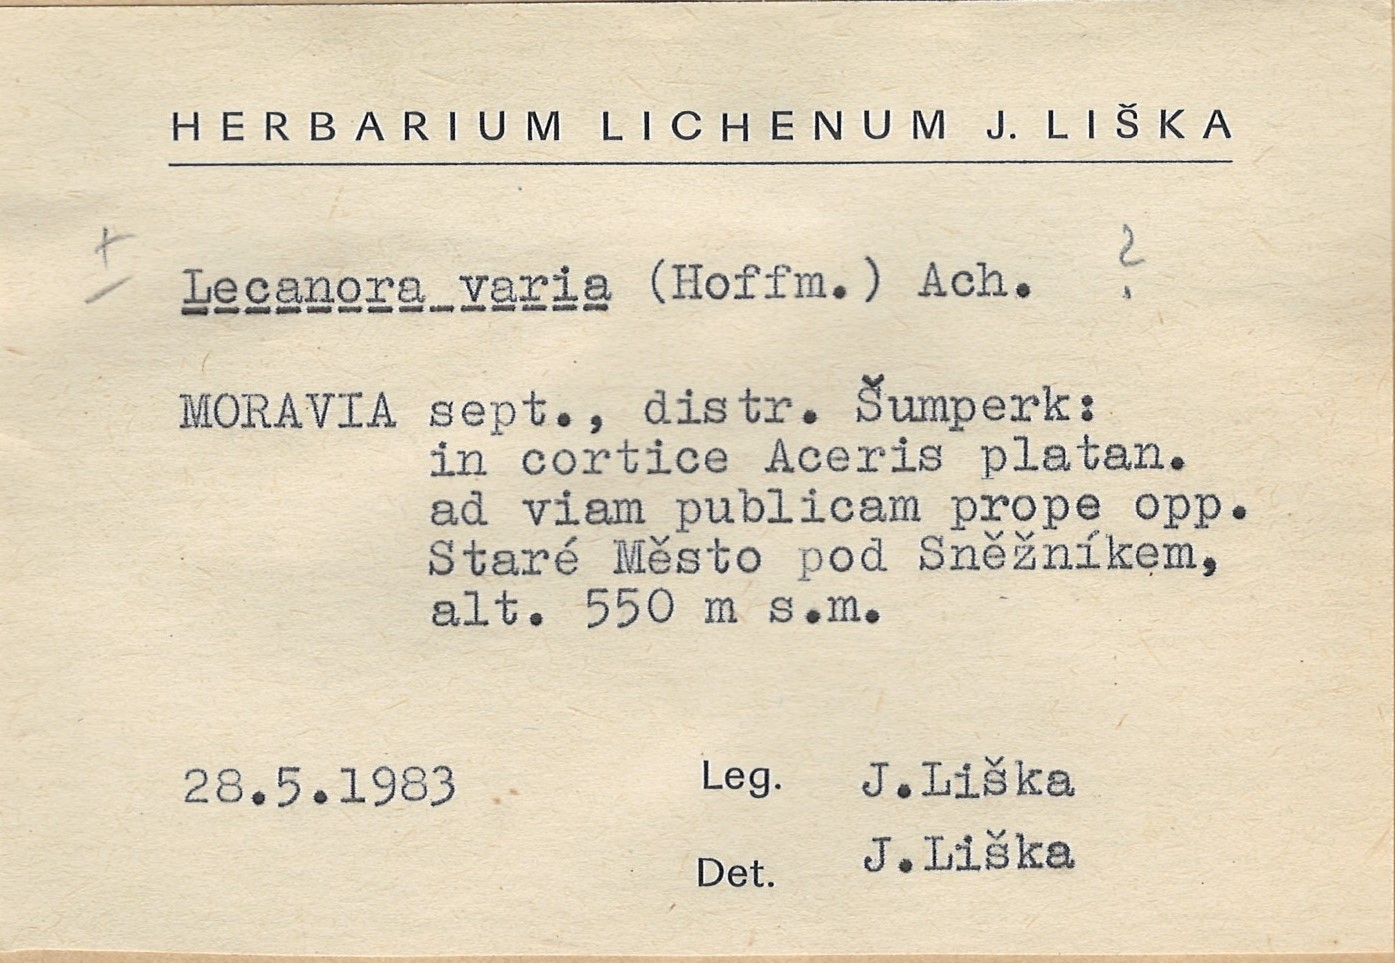 HERBARIUM LICHENUM J. LIŠKA
+
– Lecanora varia (Hoffm.) Ach. ?
MORAVIA sept., distr. Šumperk:
in cortice Aceris platan.
ad viam publicam prope opp.
Staré Město pod Sněžníkem,
alt. 550 m s.m.
28.5.1983 Leg. J.Liška
Det. J.Liška